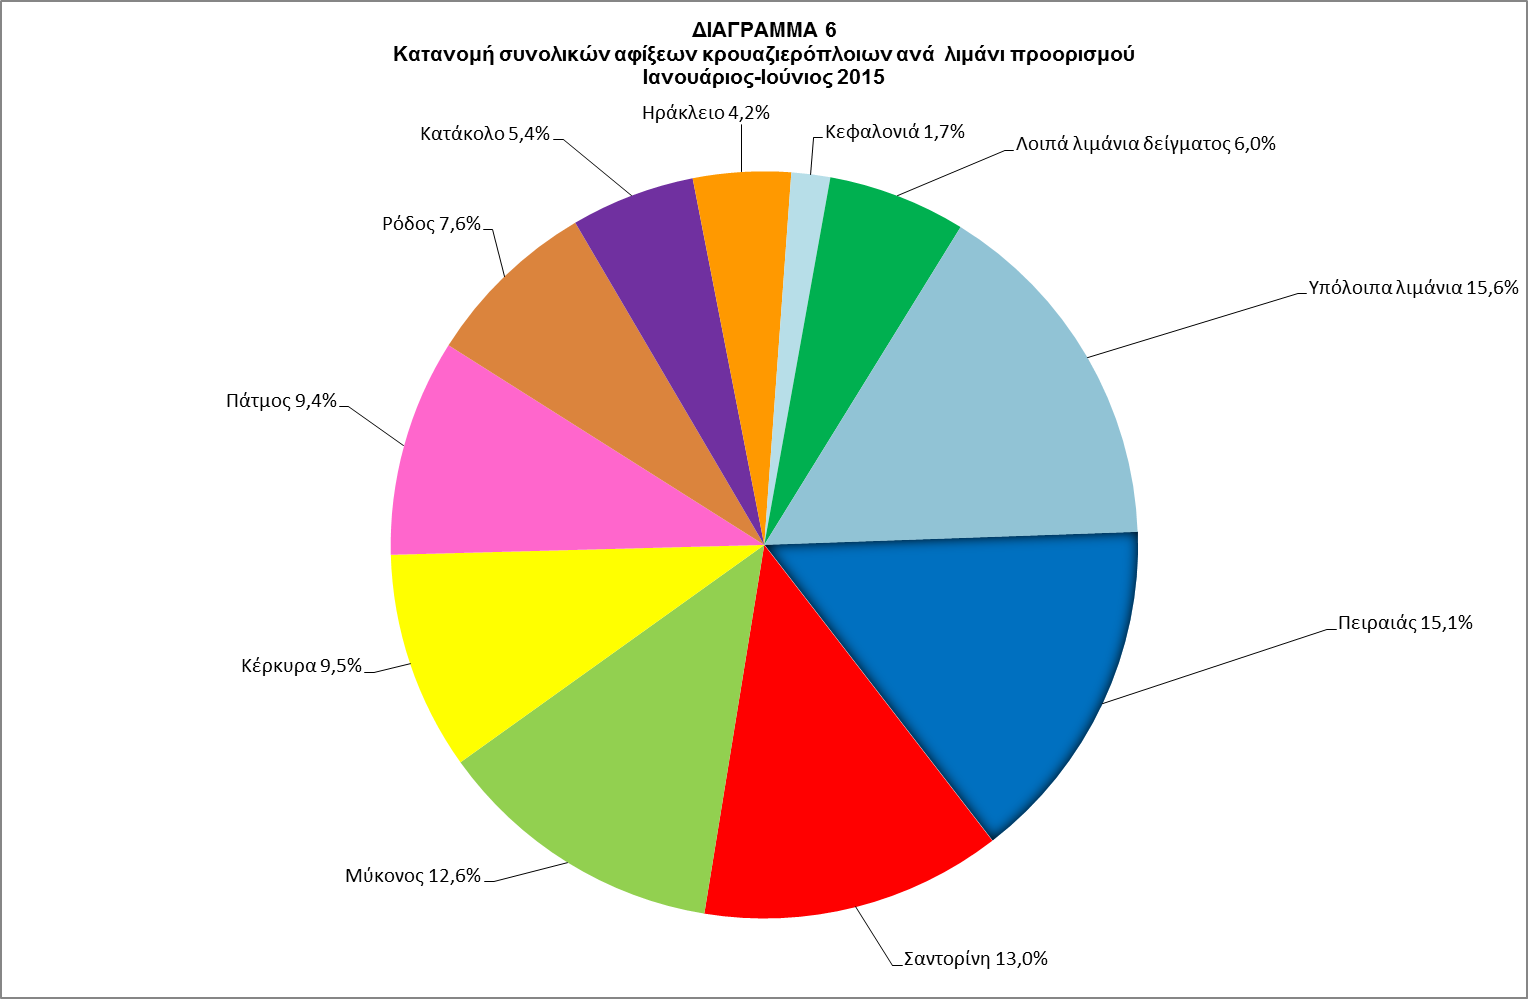 ΔΙΑΓΡΑΜΜΑ 6
Κατανομή συνολικών αφίξεων κρουαζιερόπλοιων ανά λιμάνι προορισμού
Ιανουάριος-Ιούνιος 2015
Ηράκλειο 4,2%
Κεφαλονιά 1,7%
Κατάκολο 5,4%
Λοιπά λιμάνια δείγματος 6,0%
Ρόδος 7,6%
Υπόλοιπα λιμάνια 15,6%
Πάτμος 9,4%
Πειραιάς 15,1%
Κέρκυρα 9,5%
Μύκονος 12,6%
Σαντορίνη 13,0%